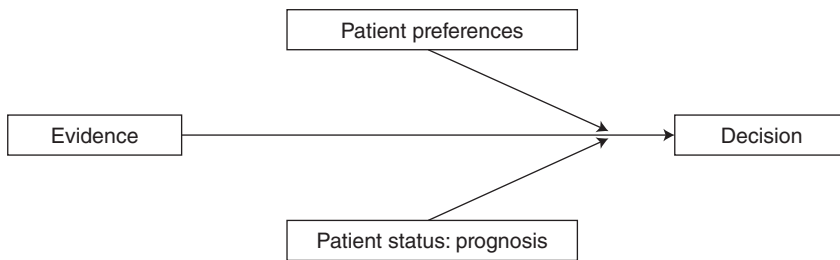 Patient preferences
Evidence
Decision
Patient status: prognosis